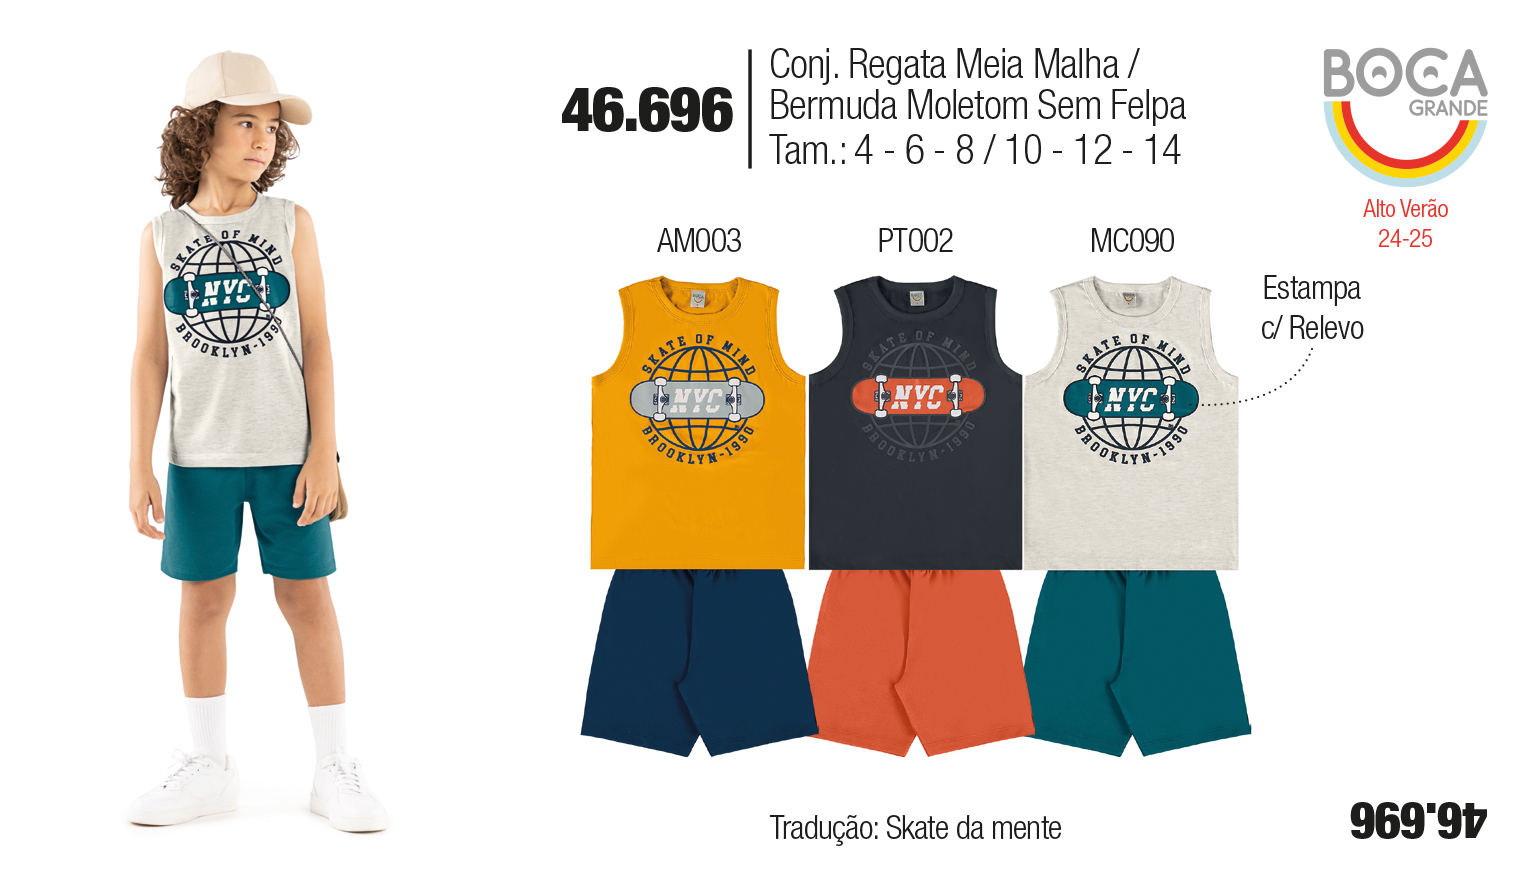 46.696
Conj. Regata Meia Malha /
Bermuda Moletom Sem Felpa
Tam.: 4 - 6 - 8 / 10 - 12 - 14
BOCA
GRANDE
Alto Verão
24-25
SKATE OF MIND
NYC
BROOKLYN-1990
AM003
PT002
MC090
BOCA
SKATE OF MIND
NYC
BROOKLYN-1990
SKATE OF MIND
NYC
BROOKLYN-1990
SKATE OF MIND
NYC
BROOKLYN-1990
Estampa
c/ Relevo
Tradução: Skate da mente
46.696